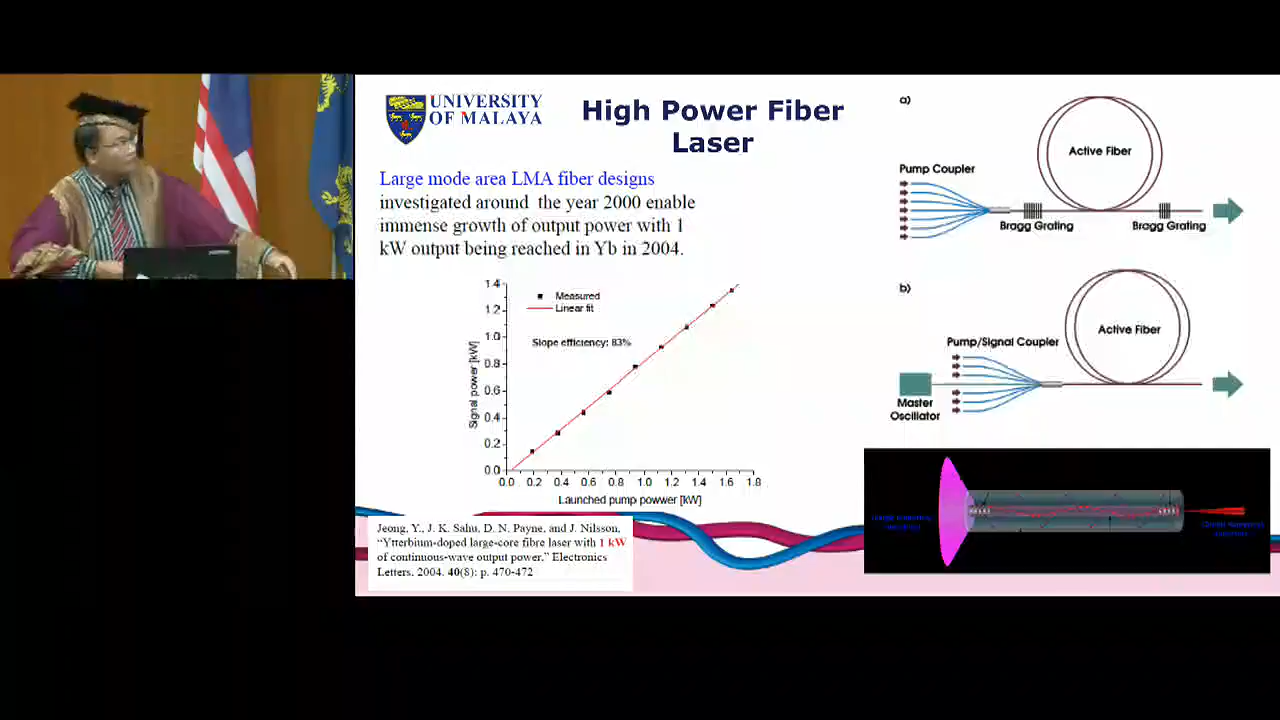 UNIVERSITY
OF MALAYA
High Power Fiber
Laser
Large mode area LMA fiber designs
investigated around the year 2000 enable
immense growth of output power with 1
kW output being reached in Yb in 2004.
Signal power [kW]
1.4
1.2
1.0
0.8
0.6
0.4
0.2
0.0
Measured
Linear fit
Slope efficiency: 83%
0.0 0.2 0.4 0.6 0.8 1.0 1.2 1.4 1.6 1.8
Launched pump powwer [kW]
Jeong, Y., J. K. Sahu, D. N. Payne, and J. Nilsson,
“Ytterbium-doped large-core fibre laser with 1 kW
of continuous-wave output power.” Electronics
Letters. 2004. 40(8): p. 470-472
a)
Active Fiber
Pump Coupler
Bragg Grating
Bragg Grating
b)
Active Fiber
Pump/Signal Coupler
Master
Oscillator